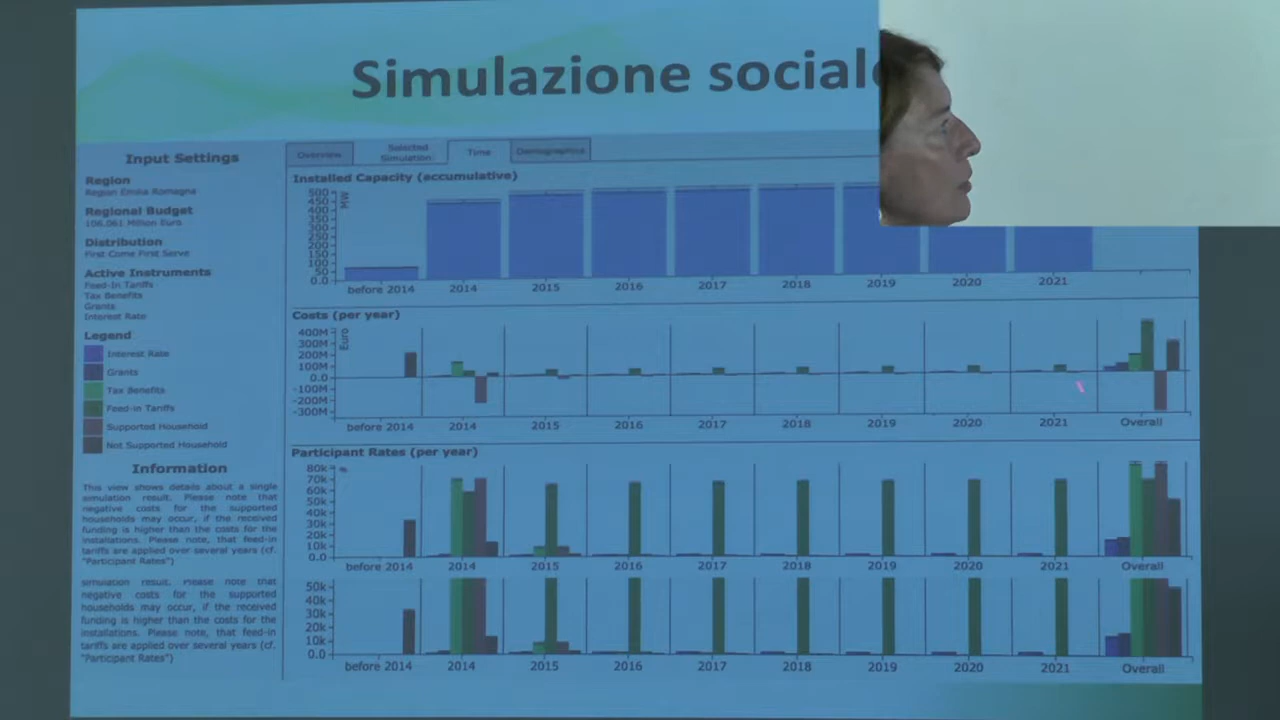 Simulazione sociale
Input Settings
Region
Region Emilia Romagna
Regional Budget
106,061 Million Euro
Distribution
First Come First Serve
Active Instruments
Feed-In Tariffs
Tax Benefits
Grants
Interest Rate
Legend
Interest Rate
Grants
Tax Benefits
Feed-in Tariffs
Supported Household
Not Supported Household
Information
This view shows details about a single
simulation result. Please note that
negative costs for the supported
households may occur, if the received
funding is higher than the costs for the
installations. Please note, that feed-in
tariffs are applied over several years (cf.
"Participant Rates")
simulation result. Please note that
negative costs for the supported
households may occur, if the received
funding is higher than the costs for the
installations. Please note, that feed-in
tariffs are applied over several years (cf.
"Participant Rates")
Overview Selected Simulation Time Demographics
Installed Capacity (accumulative)
MW
500
450
400
350
300
250
200
150
100
50
0.0
before 2014 2014 2015 2016 2017 2018 2019 2020 2021
Costs (per year)
Euro
400M
300M
200M
100M
0.0
-100M
-200M
-300M
before 2014 2014 2015 2016 2017 2018 2019 2020 2021 Overall
Participant Rates (per year)
80k
70k
60k
50k
40k
30k
20k
10k
0.0
before 2014 2014 2015 2016 2017 2018 2019 2020 2021 Overall
50k
40k
30k
20k
10k
0.0
before 2014 2014 2015 2016 2017 2018 2019 2020 2021 Overall